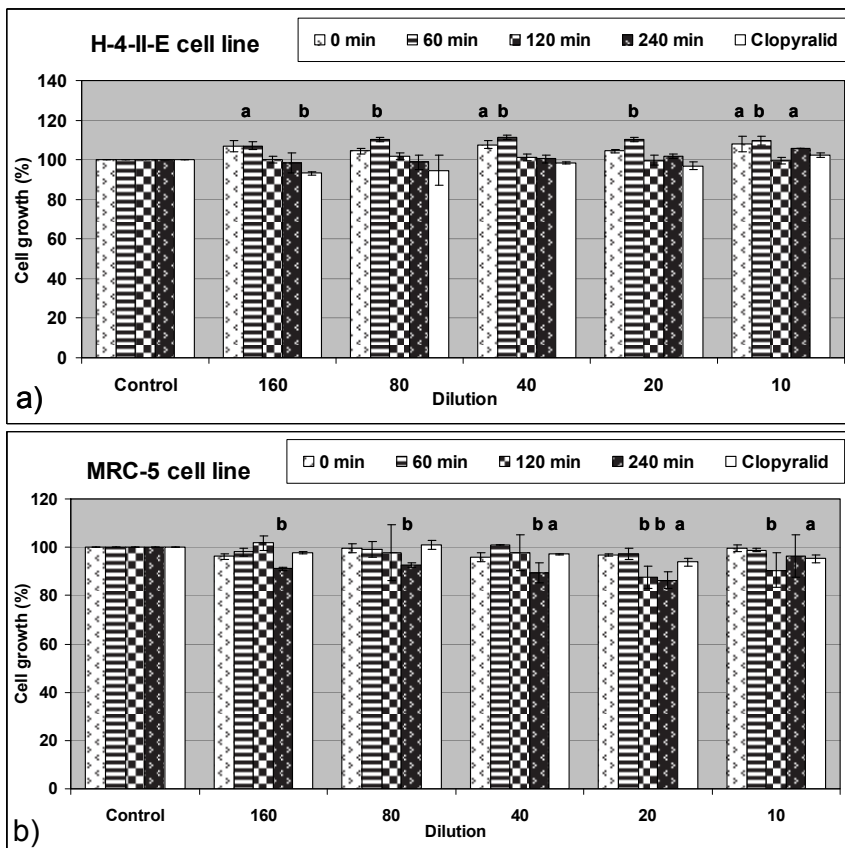 H-4-II-E cell line
0 min 60 min 120 min 240 min Clopyralid
140
120
100
80
60
40
20
0
Cell growth (%)
a b b a b b a b a
Control 160 80 40 20 10
Dilution
a)
MRC-5 cell line
0 min 60 min 120 min 240 min Clopyralid
120
100
80
60
40
20
0
Cell growth (%)
b b b a b b a b a
Control 160 80 40 20 10
Dilution
b)